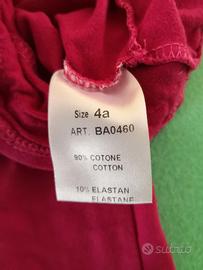 Size 4a
ART. BA0460
90% COTONE
COTTON
10% ELASTAN
ELASTANE
subito